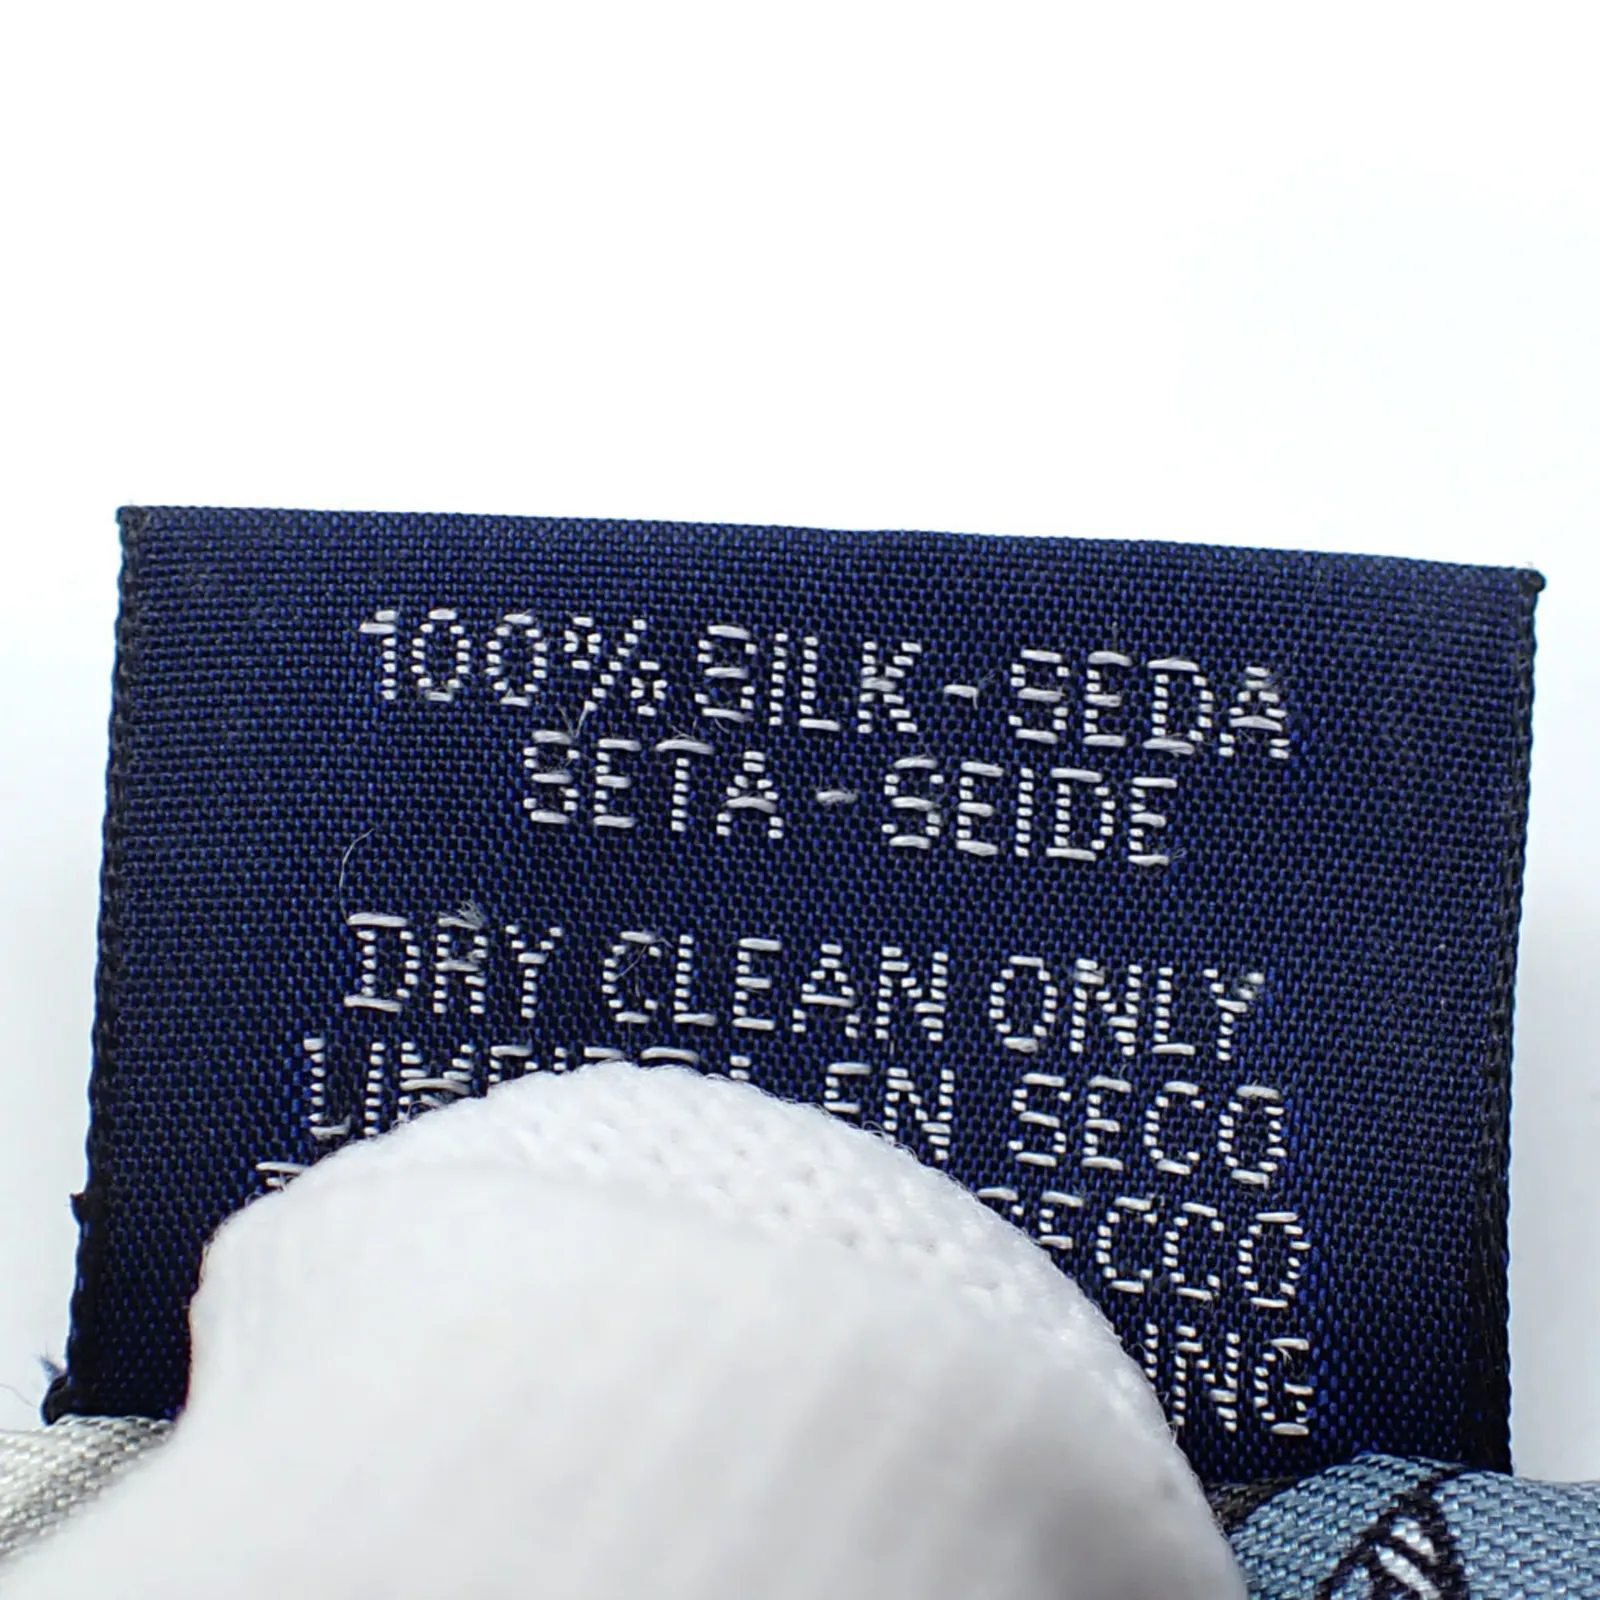 100% SILK - SEDA
SETA - SEIDE
DRY CLEAN ONLY
EN SECO